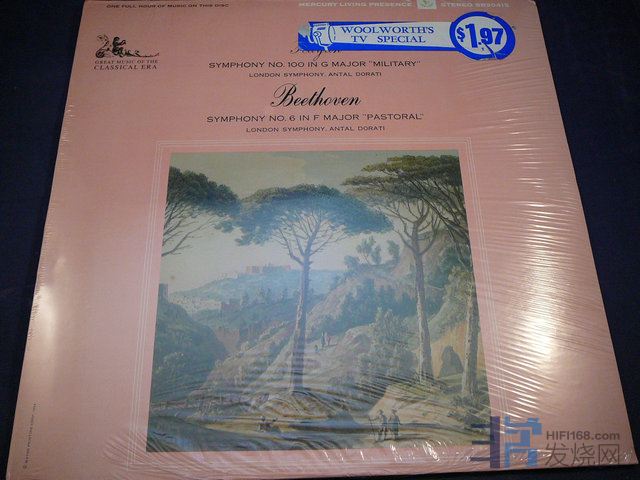 ONE FULL HOUR OF MUSIC ON THIS DISC
MERCURY LIVING PRESENCE
STEREO SR90415
WOOLWORTH'S
TV SPECIAL
$1.97
GREAT MUSIC OF THE
CLASSICAL ERA
SYMPHONY NO. 100 IN G MAJOR "MILITARY"
LONDON SYMPHONY, ANTAL DORATI
Beethoven
SYMPHONY NO. 6 IN F MAJOR "PASTORAL"
LONDON SYMPHONY, ANTAL DORATI
HIFI168.com
发烧网